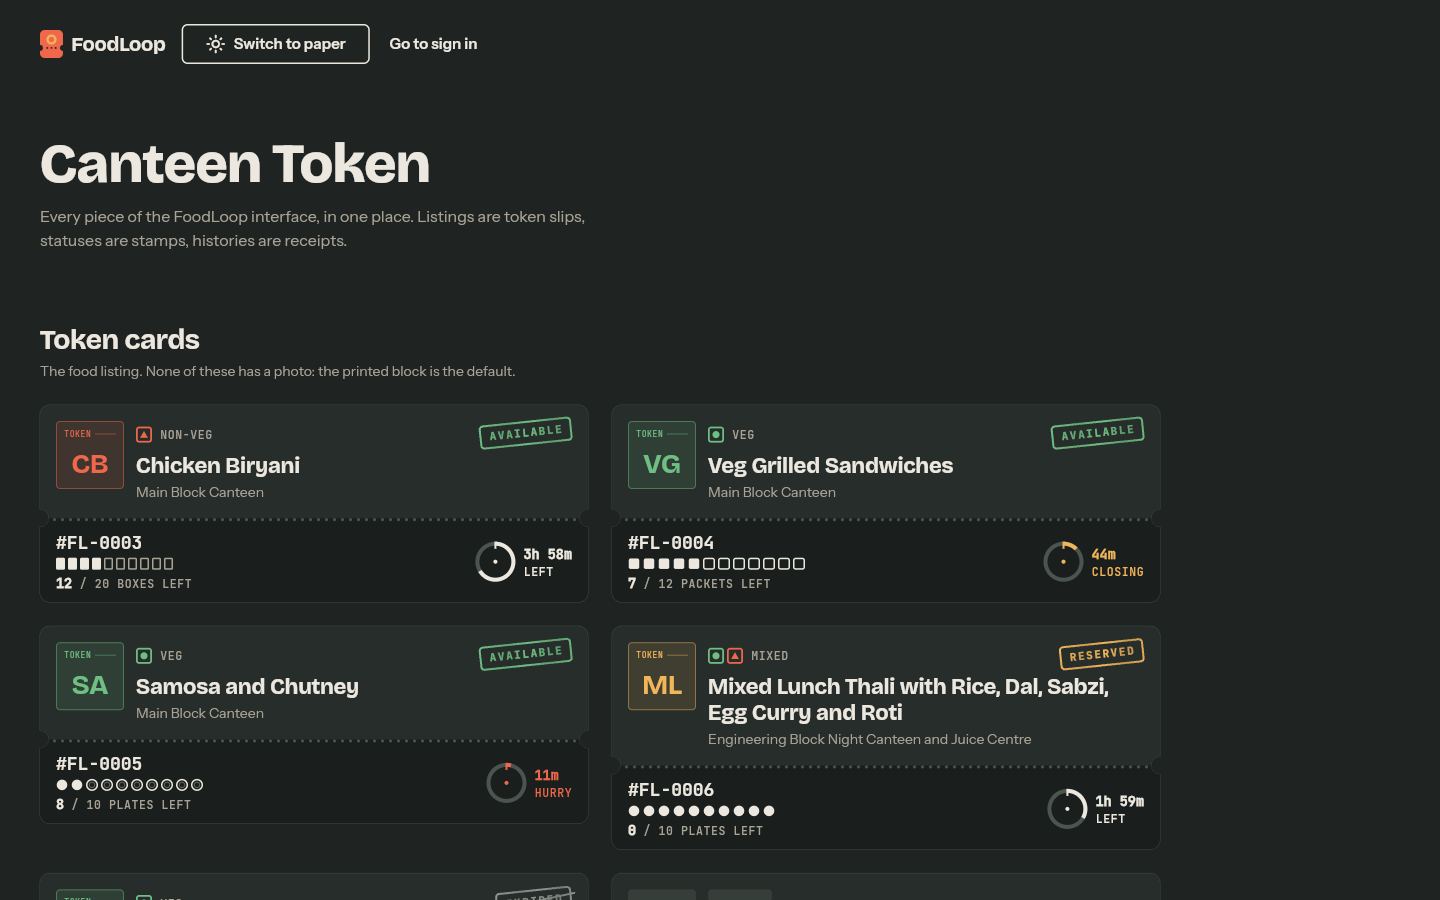 FoodLoop
Switch to paper
Go to sign in
Canteen Token
Every piece of the FoodLoop interface, in one place. Listings are token slips,
statuses are stamps, histories are receipts.
Token cards
The food listing. None of these has a photo: the printed block is the default.
TOKEN
CB
NON-VEG
Chicken Biryani
Main Block Canteen
AVAILABLE
#FL-0003
12 / 20 BOXES LEFT
3h 58m
LEFT
TOKEN
VG
VEG
Veg Grilled Sandwiches
Main Block Canteen
AVAILABLE
#FL-0004
7 / 12 PACKETS LEFT
44m
CLOSING
TOKEN
SA
VEG
Samosa and Chutney
Main Block Canteen
AVAILABLE
#FL-0005
8 / 10 PLATES LEFT
11m
HURRY
TOKEN
ML
MIXED
Mixed Lunch Thali with Rice, Dal, Sabzi,
Egg Curry and Roti
Engineering Block Night Canteen and Juice Centre
RESERVED
#FL-0006
0 / 10 PLATES LEFT
1h 59m
LEFT